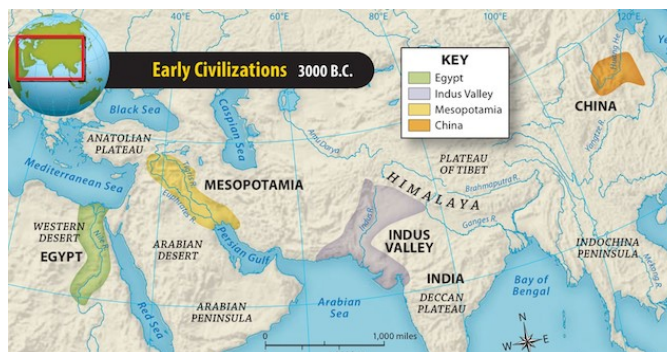 40°E
60°E
80°E
100°E
120°E
Early Civilizations 3000 B.C.
KEY
Egypt
Indus Valley
Mesopotamia
China
Black Sea
Caspian Sea
Amu Darya
ANATOLIAN
PLATEAU
Mediterranean Sea
Tigris R.
Euphrates R.
MESOPOTAMIA
WESTERN
DESERT
EGYPT
Nile R.
ARABIAN
DESERT
Persian Gulf
Red Sea
ARABIAN
PENINSULA
Arabian
Sea
Indus R.
INDUS
VALLEY
HIMALAYA
PLATEAU
OF TIBET
Brahmaputra R.
Ganges R.
INDIA
DECCAN
PLATEAU
Bay of
Bengal
CHINA
Huang He
Yangtze R.
Ye
INDOCHINA
PENINSULA
Mekong R.
1,000 miles
N
W
E
S